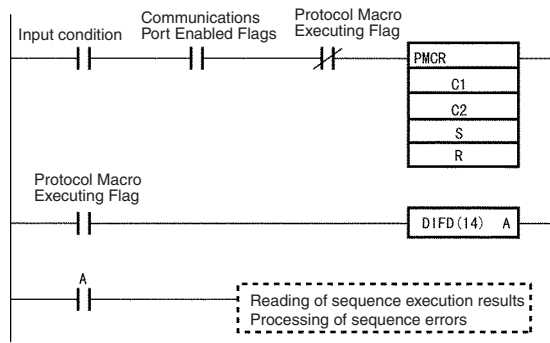 Input condition
Communications
Port Enabled Flags
Protocol Macro
Executing Flag
PMCR
C1
C2
S
R
Protocol Macro
Executing Flag
DIFD(14) A
A
Reading of sequence execution results
Processing of sequence errors